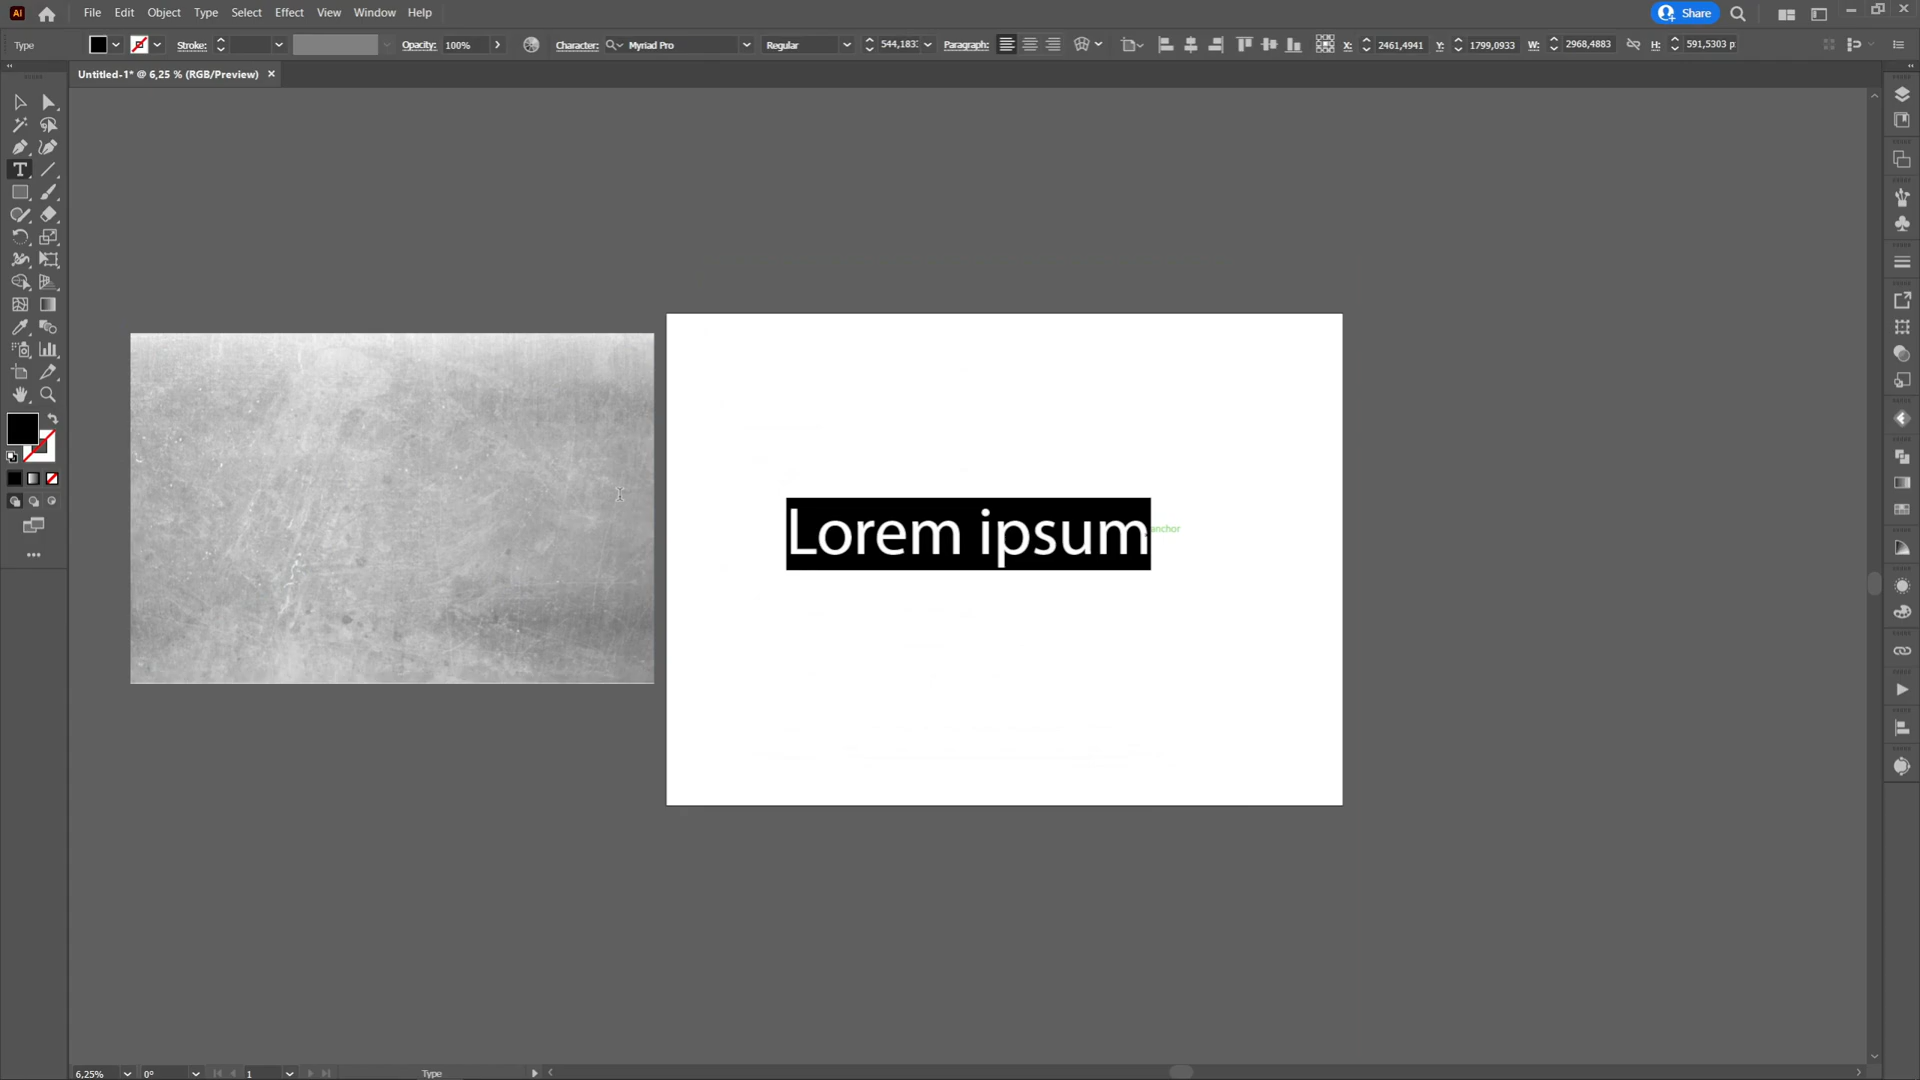 Ai File Edit Object Type Select Effect View Window Help Share
Type Stroke: Opacity: 100% Character: Myriad Pro Regular 544,183 Paragraph: X: 2461,4941 Y: 1799,0933 W: 2968,4883 H: 591,5303 p
Untitled-1* @ 6,25 % (RGB/Preview)
Lorem ipsum
anchor
6,25% 0° 1 Type